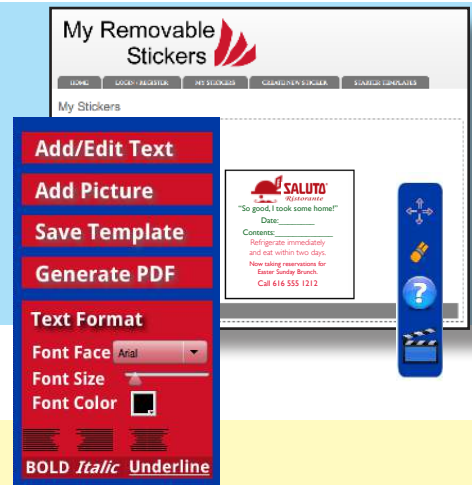 My Removable
Stickers
HOME LOGIN / REGISTER MY STICKERS CREATE NEW STICKER STARTER TEMPLATES
My Stickers
Add/Edit Text
Add Picture
Save Template
Generate PDF
Text Format
Font Face Arial
Font Size
Font Color
BOLD Italic Underline
SALUTO
Ristorante
"So good, I took some home!"
Date:________
Contents:____________
Refrigerate immediately
and eat within two days.
Now taking reservations for
Easter Sunday Brunch.
Call 616 555 1212
?